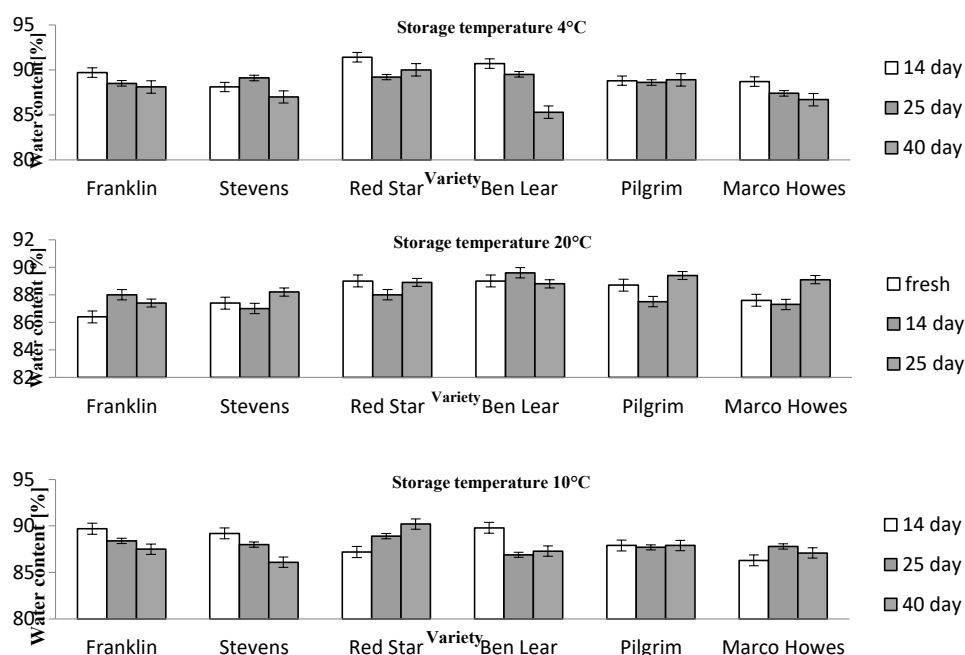 Storage temperature 4°C
Water content[%]
95
90
85
80
Franklin Stevens Red Star Ben Lear Pilgrim Marco Howes
Variety
14 day
25 day
40 day
Storage temperature 20°C
Water content [%]
92
90
88
86
84
82
Franklin Stevens Red Star Ben Lear Pilgrim Marco Howes
Variety
fresh
14 day
25 day
Storage temperature 10°C
Water content [%]
95
90
85
80
Franklin Stevens Red Star Ben Lear Pilgrim Marco Howes
Variety
14 day
25 day
40 day